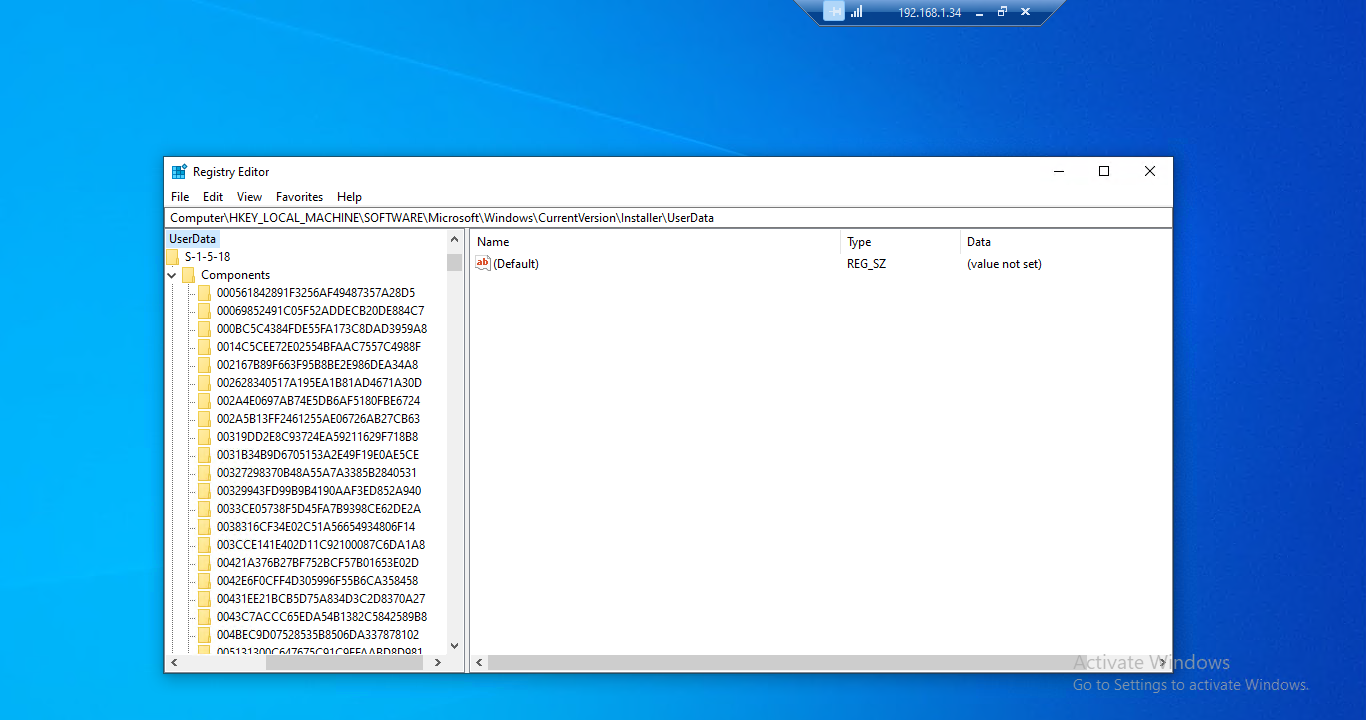 192.168.1.34
Registry Editor
File Edit View Favorites Help
Computer\HKEY_LOCAL_MACHINE\SOFTWARE\Microsoft\Windows\CurrentVersion\Installer\UserData
UserData
S-1-5-18
Components
000561842891F3256AF49487357A28D5
00069852491C05F52ADDECB20DE884C7
000BC5C4384FDE55FA173C8DAD3959A8
0014C5CEE72E02554BFAAC7557C4988F
002167B89F663F95B8BE2E986DEA34A8
002628340517A195EA1B81AD4671A30D
002A4E0697AB74E5DB6AF5180FBE6724
002A5B13FF2461255AE06726AB27CB63
00319DD2E8C93724EA59211629F718B8
0031B34B9D6705153A2E49F19E0AE5CE
00327298370B48A55A7A3385B2840531
00329943FD99B9B4190AAF3ED852A940
0033CE05738F5D45FA7B9398CE62DE2A
0038316CF34E02C51A56654934806F14
003CCE141E402D11C92100087C6DA1A8
00421A376B27BF752BCF57B01653E02D
0042E6F0CFF4D305996F55B6CA358458
00431EE21BCB5D75A834D3C2D8370A27
0043C7ACCC65EDA54B1382C5842589B8
004BEC9D07528535B8506DA337878102
Name Type Data
(Default) REG_SZ (value not set)
Activate Windows
Go to Settings to activate Windows.